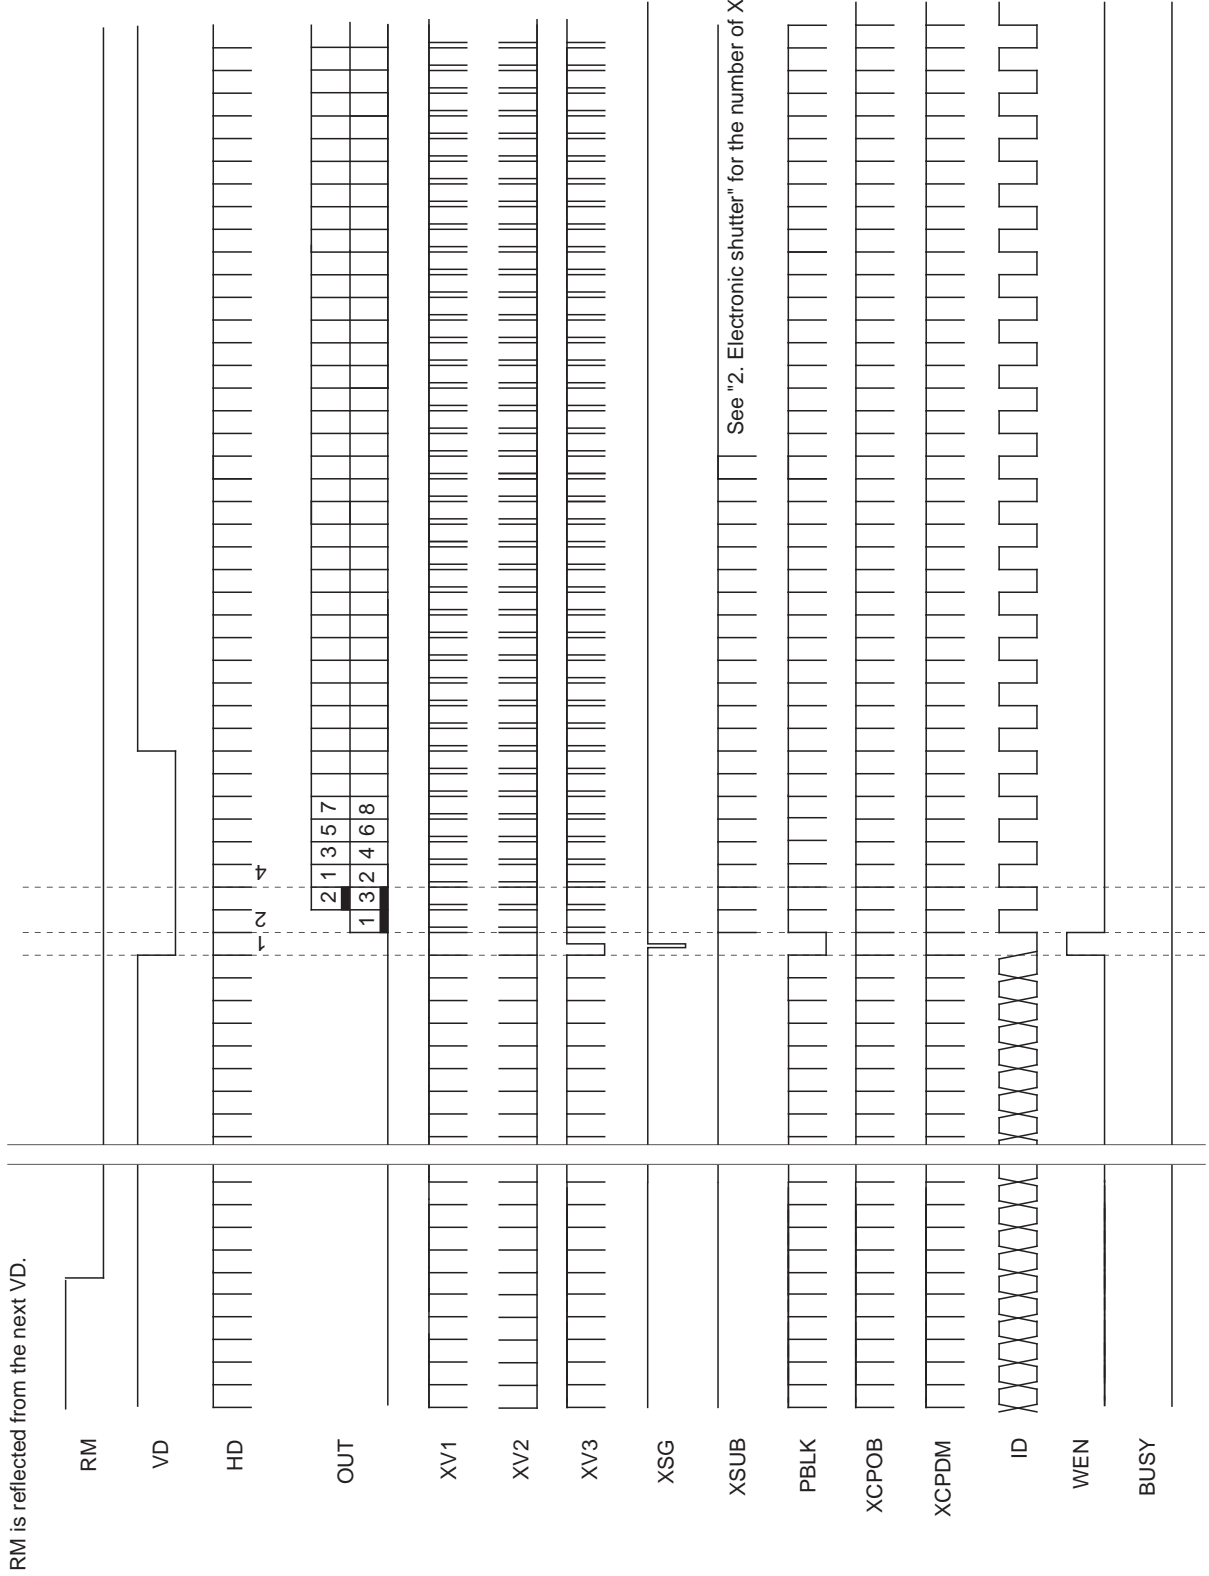 RM is reflected from the next VD.
RM
VD
HD
1 2 4
OUT
2 1 3 5 7
1 3 2 4 6 8
XV1
XV2
XV3
XSG
XSUB
See "2. Electronic shutter" for the number of X
PBLK
XCPOB
XCPDM
ID
WEN
BUSY